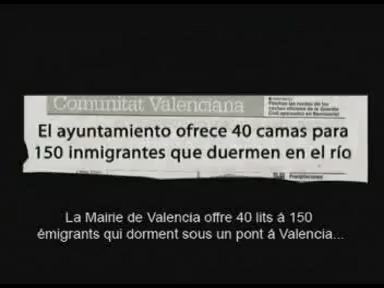 Comunitat Valenciana
El ayuntamiento ofrece 40 camas para
150 inmigrantes que duermen en el río
La Mairie de Valencia offre 40 lits á 150
émigrants qui dorment sous un pont á Valencia...